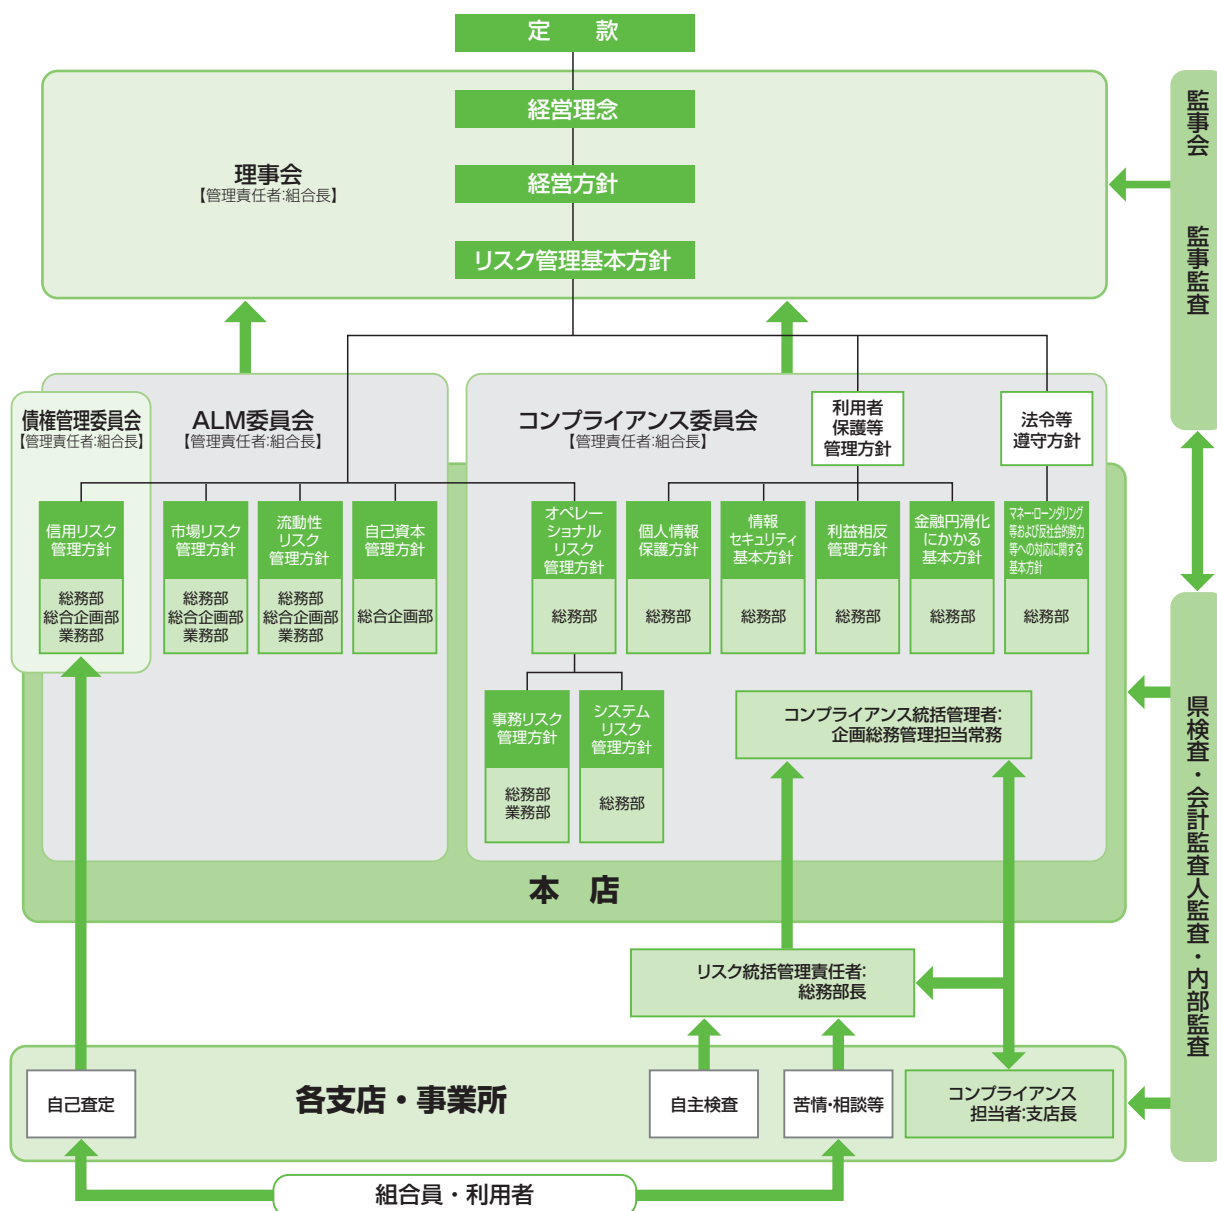 定　款
経営理念
理事会
【管理責任者:組合長】
経営方針
リスク管理基本方針
監事会　監事監査
債権管理委員会
【管理責任者:組合長】
ALM委員会
【管理責任者:組合長】
コンプライアンス委員会
【管理責任者:組合長】
利用者
保護等
管理方針
法令等
遵守方針
信用リスク
管理方針
総務部
総合企画部
業務部
市場リスク
管理方針
総務部
総合企画部
業務部
流動性
リスク
管理方針
総務部
総合企画部
業務部
自己資本
管理方針
総合企画部
オペレー
ショナル
リスク
管理方針
総務部
個人情報
保護方針
総務部
情報
セキュリティ
基本方針
総務部
利益相反
管理方針
総務部
金融円滑化
にかかる
基本方針
総務部
マネー・ローンダリング
等および反社会的勢力
等への対応に関する
基本方針
総務部
事務リスク
管理方針
総務部
業務部
システム
リスク
管理方針
総務部
コンプライアンス統括管理者:
企画総務管理担当常務
県検査・会計監査人監査・内部監査
本　店
リスク統括管理責任者:
総務部長
自己査定
各支店・事業所
自主検査
苦情・相談等
コンプライアンス
担当者:支店長
組合員・利用者